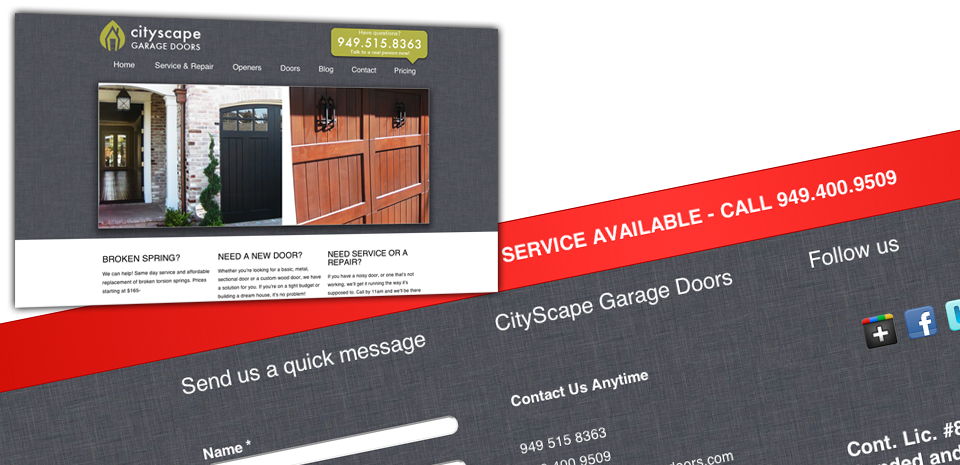 cityscape
GARAGE DOORS
Have questions?
949.515.8363
Talk to a real person now!
Home Service & Repair Openers Doors Blog Contact Pricing
BROKEN SPRING?
We can help! Same day service and affordable
replacement of broken torsion springs. Prices
starting at $165-
NEED A NEW DOOR?
Whether you're looking for a basic, metal,
sectional door or a custom wood door, we have
a solution for you. If you're on a tight budget or
building a dream house, it's no problem!
NEED SERVICE OR A
REPAIR?
If you have a noisy door, or one that's not
working, we'll get it running the way it's
supposed to. Call by 11am and we'll be there
SERVICE AVAILABLE - CALL 949.400.9509
Send us a quick message
Name *
CityScape Garage Doors
Contact Us Anytime
949 515 8363
400.9509
doors.com
Follow us
Cont. Lic. #8